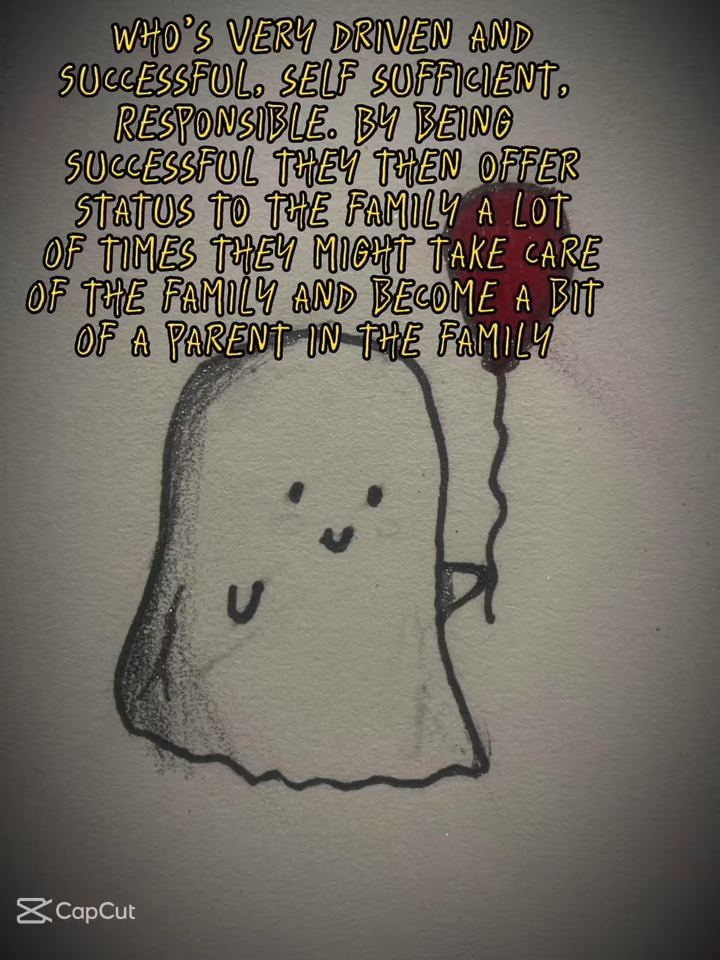 WHO'S VERY DRIVEN AND
SUCCESSFUL, SELF SUFFICIENT,
RESPONSIBLE. BY BEING
SUCCESSFUL THEY THEN OFFER
STATUS TO THE FAMILY A LOT
OF TIMES THEY MIGHT TAKE CARE
OF THE FAMILY AND BECOME A BIT
OF A PARENT IN THE FAMILY
CapCut